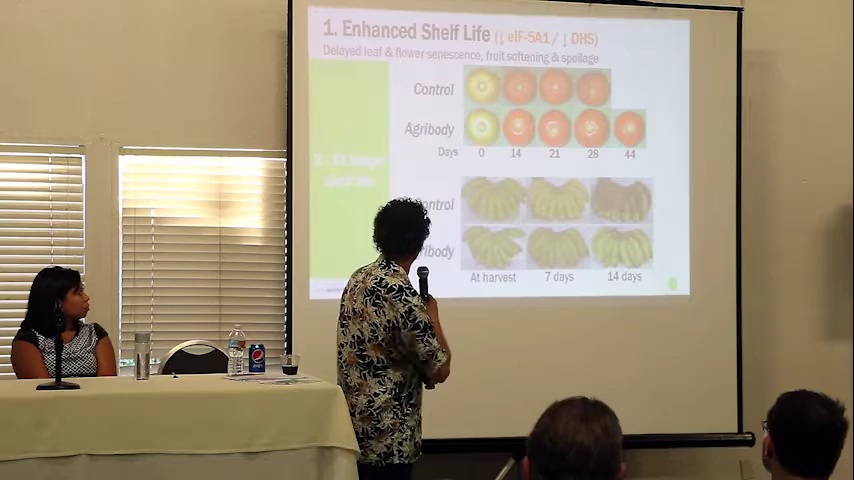 1. Enhanced Shelf Life (↓ eIF-5A1 / ↓ DHS)
Delayed leaf & flower senescence, fruit softening & spoilage
Control
Agribody
Days 0 14 21 28 44
ontrol
ibody
At harvest 7 days 14 days
pepsi